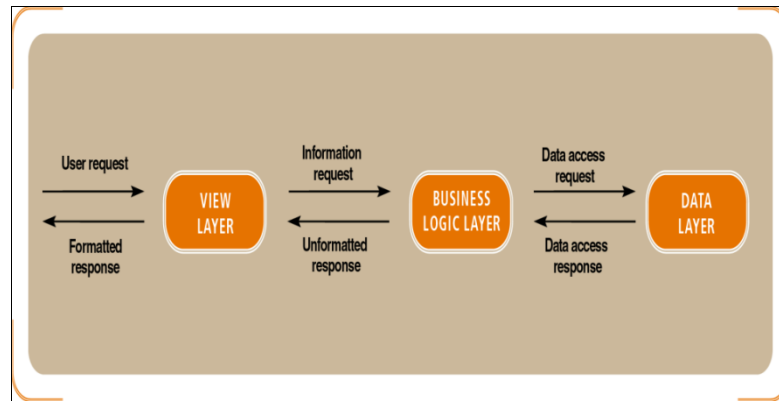 User request
Formatted
response
VIEW
LAYER
Information
request
Unformatted
response
BUSINESS
LOGIC LAYER
Data access
request
Data access
response
DATA
LAYER